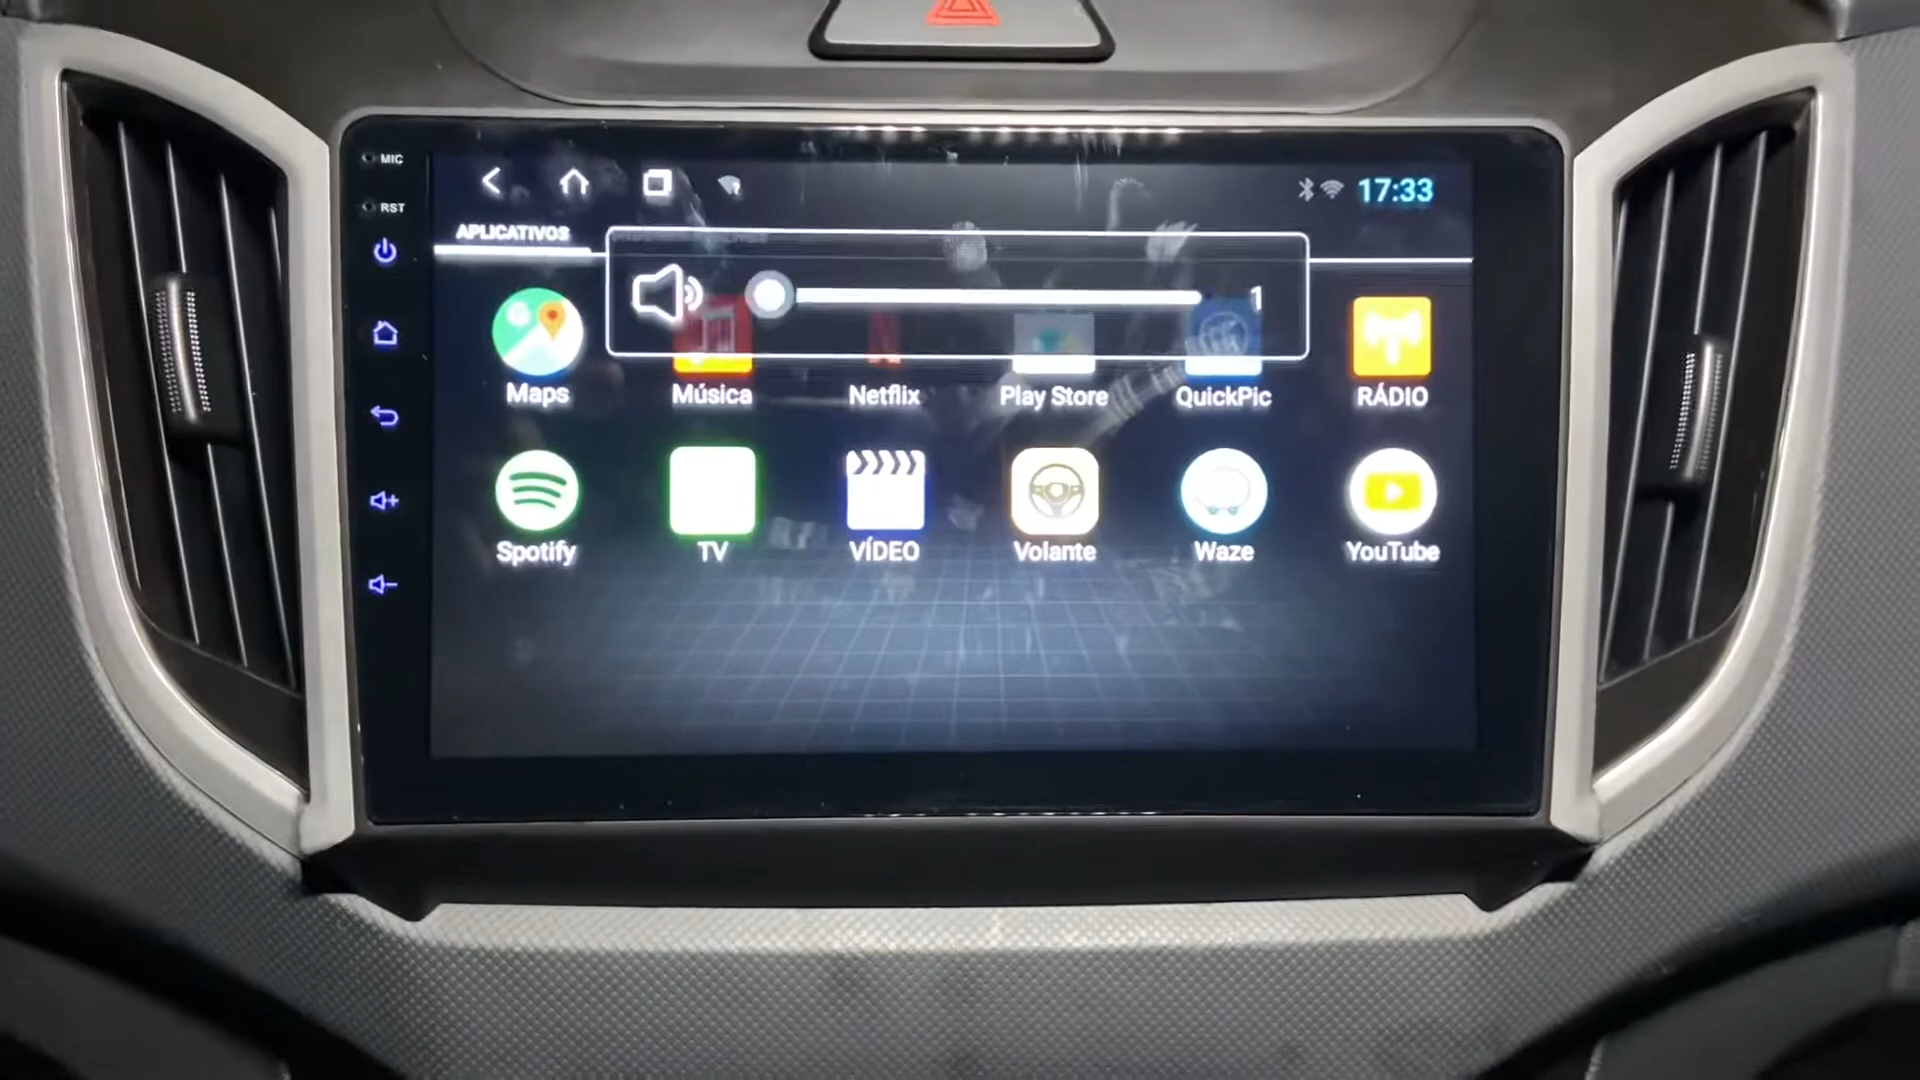 MIC
RST
17:33
APLICATIVOS
1
Maps
Música
Netflix
Play Store
QuickPic
RÁDIO
Spotify
TV
VÍDEO
Volante
Waze
YouTube